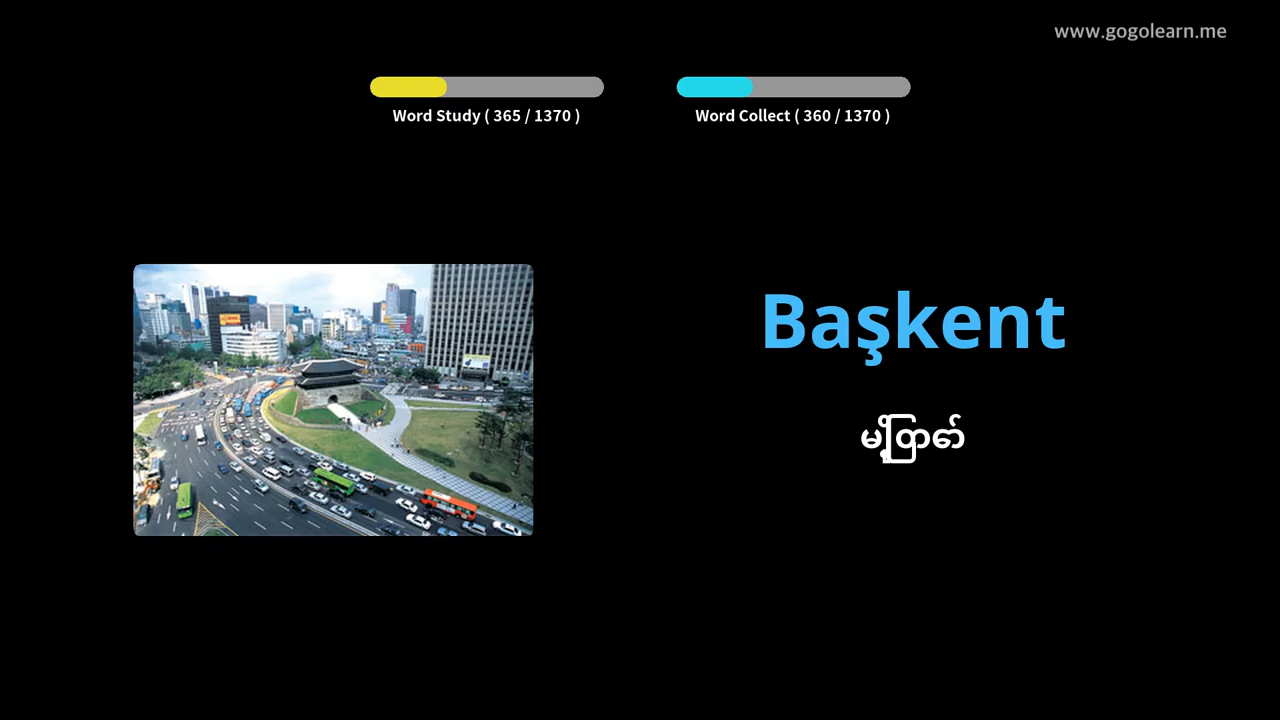 www.gogolearn.me
Word Study ( 365 / 1370 )
Word Collect ( 360 / 1370 )
Başkent
မြို့တော်